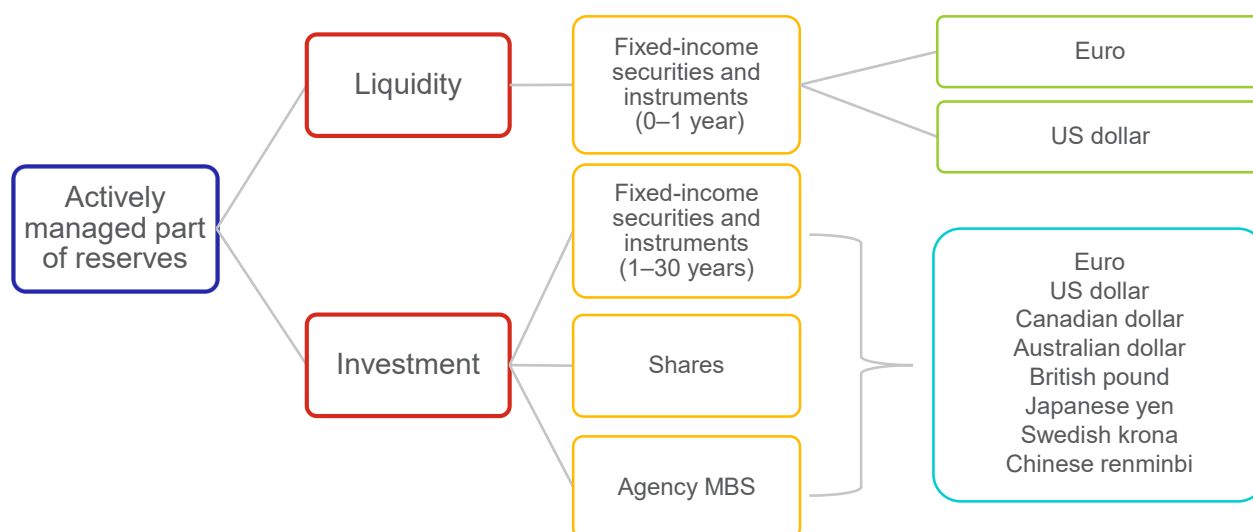 Actively
managed part
of reserves
Liquidity
Fixed-income
securities and
instruments
(0–1 year)
Euro
US dollar
Investment
Fixed-income
securities and
instruments
(1–30 years)
Shares
Agency MBS
Euro
US dollar
Canadian dollar
Australian dollar
British pound
Japanese yen
Swedish krona
Chinese renminbi